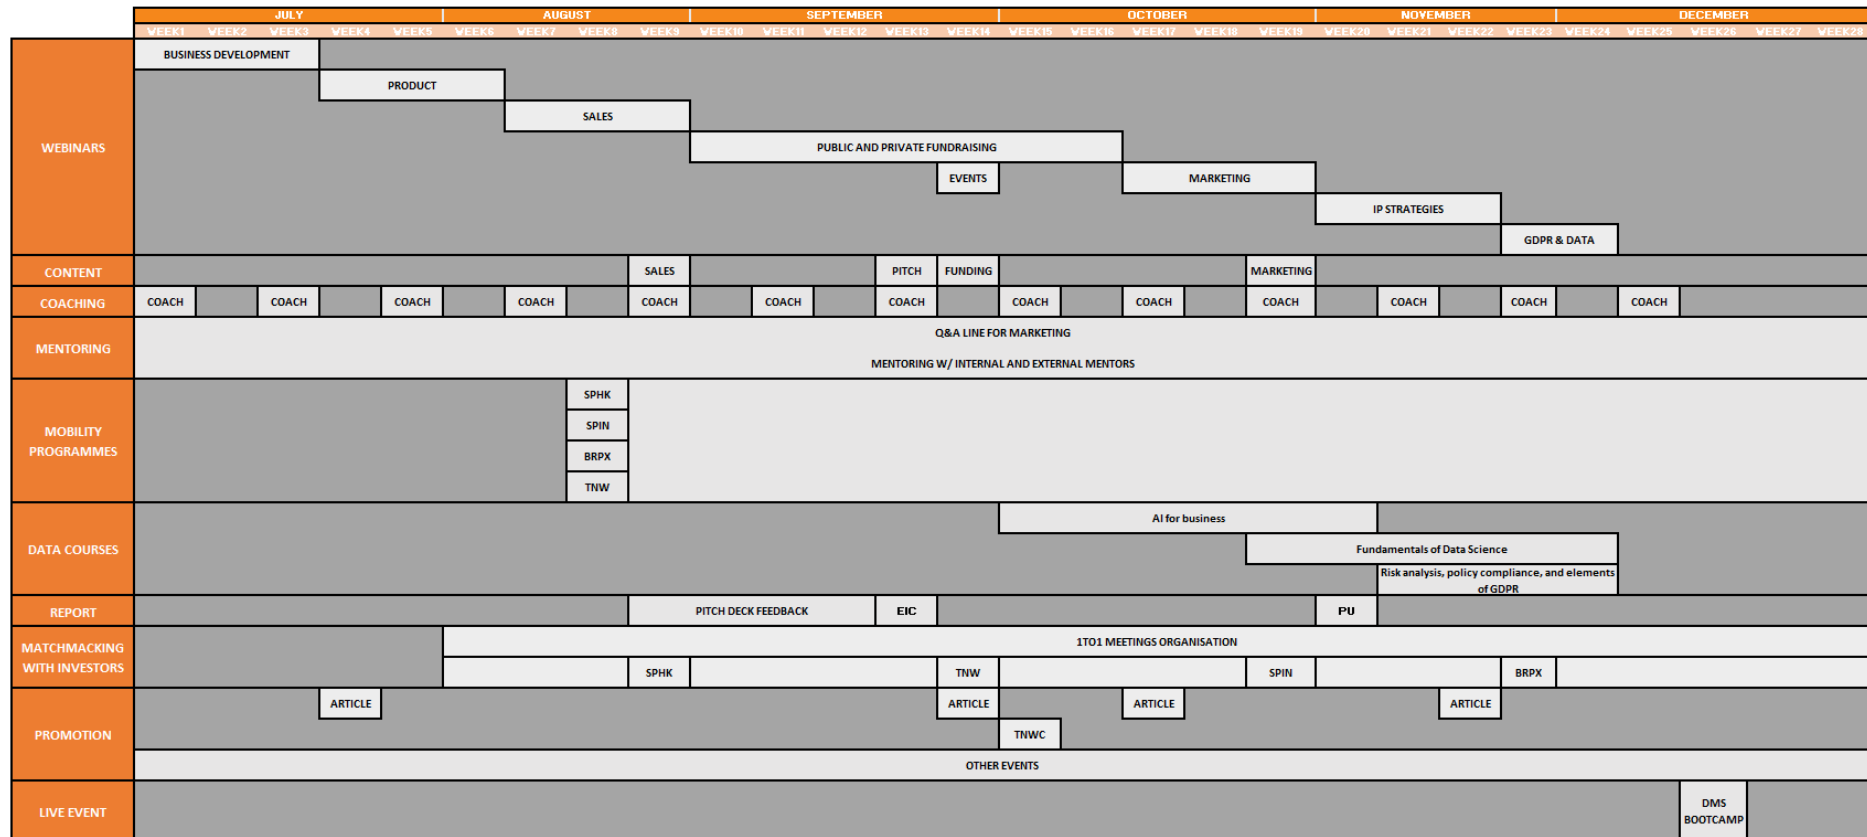 JULY AUGUST SEPTEMBER OCTOBER NOVEMBER DECEMBER
WEEK1 WEEK2 WEEK3 WEEK4 WEEK5 WEEK6 WEEK7 WEEK8 WEEK9 WEEK10 WEEK11 WEEK12 WEEK13 WEEK14 WEEK15 WEEK16 WEEK17 WEEK18 WEEK19 WEEK20 WEEK21 WEEK22 WEEK23 WEEK24 WEEK25 WEEK26 WEEK27 WEEK28
WEBINARS
BUSINESS DEVELOPMENT
PRODUCT
SALES
PUBLIC AND PRIVATE FUNDRAISING
EVENTS MARKETING
IP STRATEGIES
GDPR & DATA
CONTENT SALES PITCH FUNDING MARKETING
COACHING COACH COACH COACH COACH COACH COACH COACH COACH COACH COACH COACH COACH COACH
MENTORING
Q&A LINE FOR MARKETING
MENTORING W/ INTERNAL AND EXTERNAL MENTORS
MOBILITY
PROGRAMMES
SPHK
SPIN
BRPX
TNW
DATA COURSES
AI for business
Fundamentals of Data Science
Risk analysis, policy compliance, and elements
of GDPR
REPORT PITCH DECK FEEDBACK EIC PU
MATCHMACKING
WITH INVESTORS
1TO1 MEETINGS ORGANISATION
SPHK TNW SPIN BRPX
PROMOTION
ARTICLE ARTICLE ARTICLE ARTICLE
TNWC
OTHER EVENTS
LIVE EVENT
DMS
BOOTCAMP